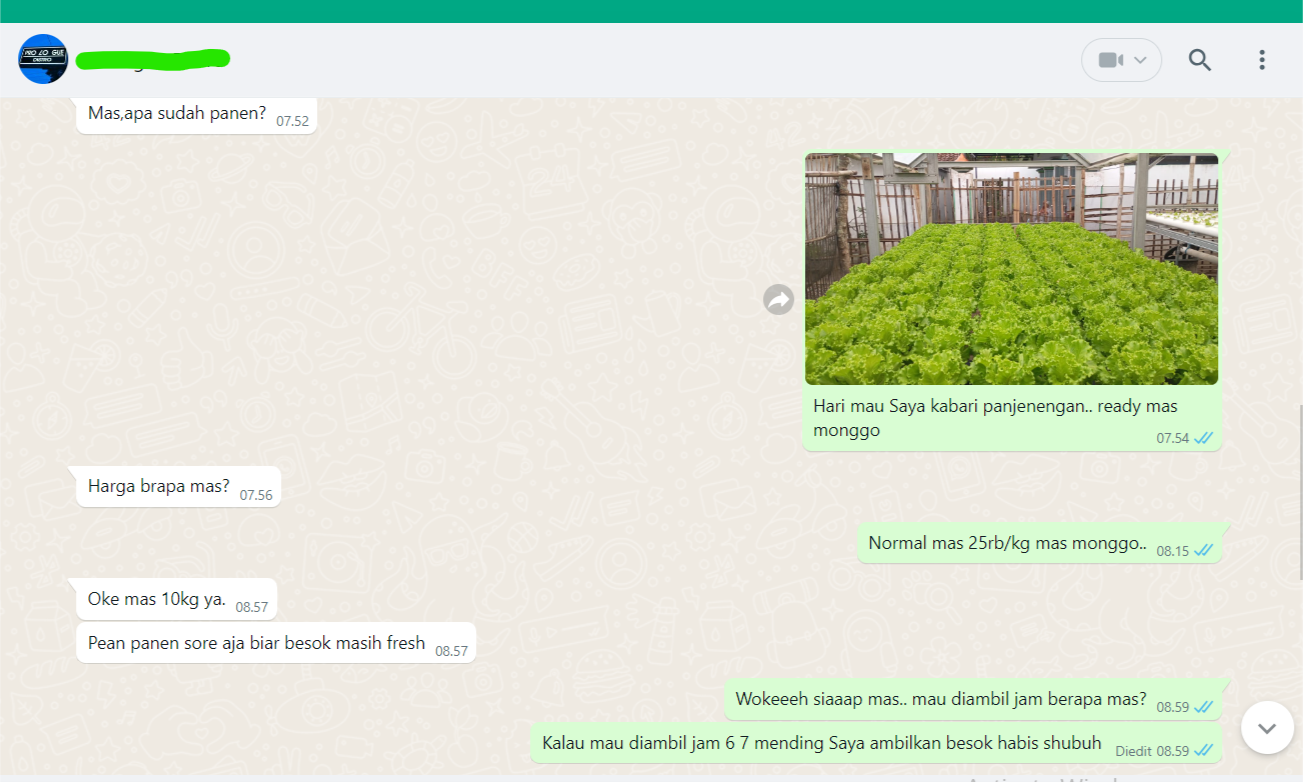 PRO LO GUE
Mas,apa sudah panen? 07.52
Hari mau Saya kabari panjenengan.. ready mas
monggo 07.54
Harga brapa mas? 07.56
Normal mas 25rb/kg mas monggo.. 08.15
Oke mas 10kg ya. 08.57
Pean panen sore aja biar besok masih fresh 08.57
Wokeeeh siaaap mas.. mau diambil jam berapa mas? 08.59
Kalau mau diambil jam 6 7 mending Saya ambilkan besok habis shubuh Diedit 08.59